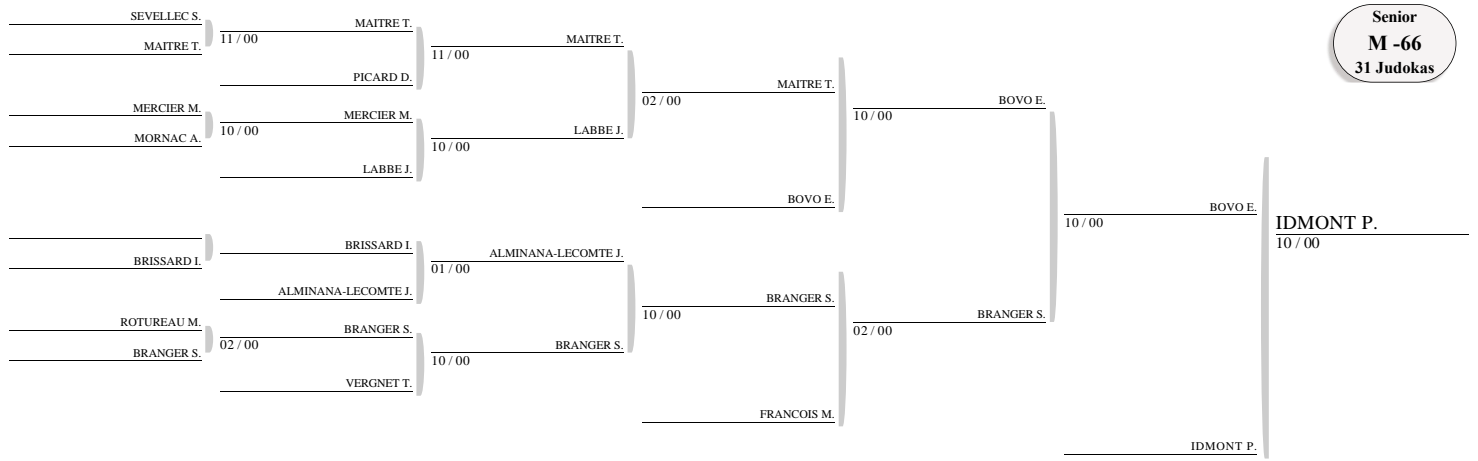 SEVELLEC S.
MAITRE T.
MERCIER M.
MORNAC A.
BRISSARD I.
ROTUREAU M.
BRANGER S.
MAITRE T.
11 / 00
PICARD D.
MERCIER M.
10 / 00
LABBE J.
BRISSARD I.
ALMINANA-LECOMTE J.
BRANGER S.
02 / 00
VERGNET T.
MAITRE T.
11 / 00
LABBE J.
10 / 00
ALMINANA-LECOMTE J.
01 / 00
BRANGER S.
10 / 00
MAITRE T.
02 / 00
BOVO E.
BRANGER S.
10 / 00
FRANCOIS M.
BOVO E.
10 / 00
BRANGER S.
02 / 00
BOVO E.
10 / 00
IDMONT P.
IDMONT P.
10 / 00
Senior
M -66
31 Judokas